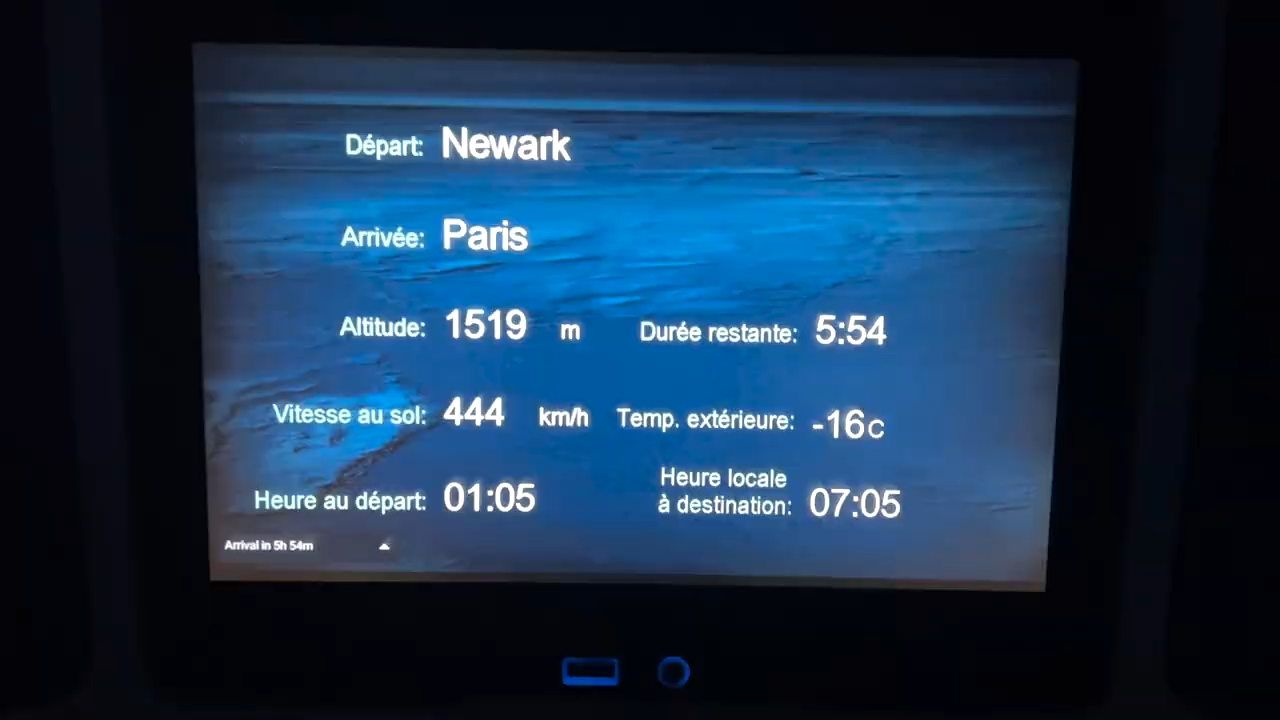 Départ: Newark
Arrivée: Paris
Altitude: 1519 m Durée restante: 5:54
Vitesse au sol: 444 km/h Temp. extérieure: -16c
Heure au départ: 01:05 Heure locale
à destination: 07:05
Arrival in 5h 54m